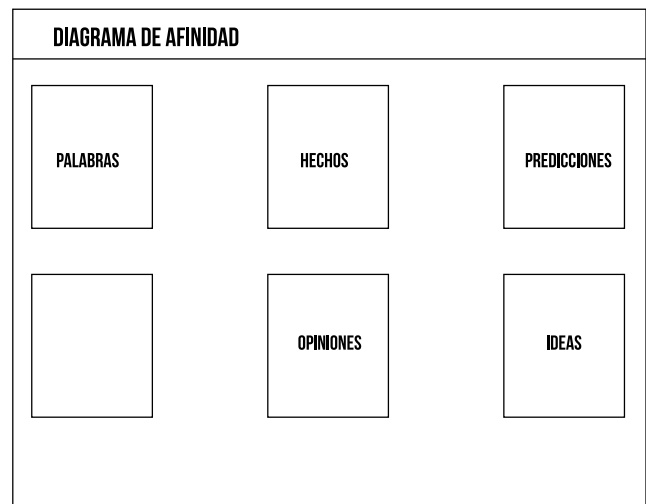 DIAGRAMA DE AFINIDAD
PALABRAS
HECHOS
PREDICCIONES
OPINIONES
IDEAS